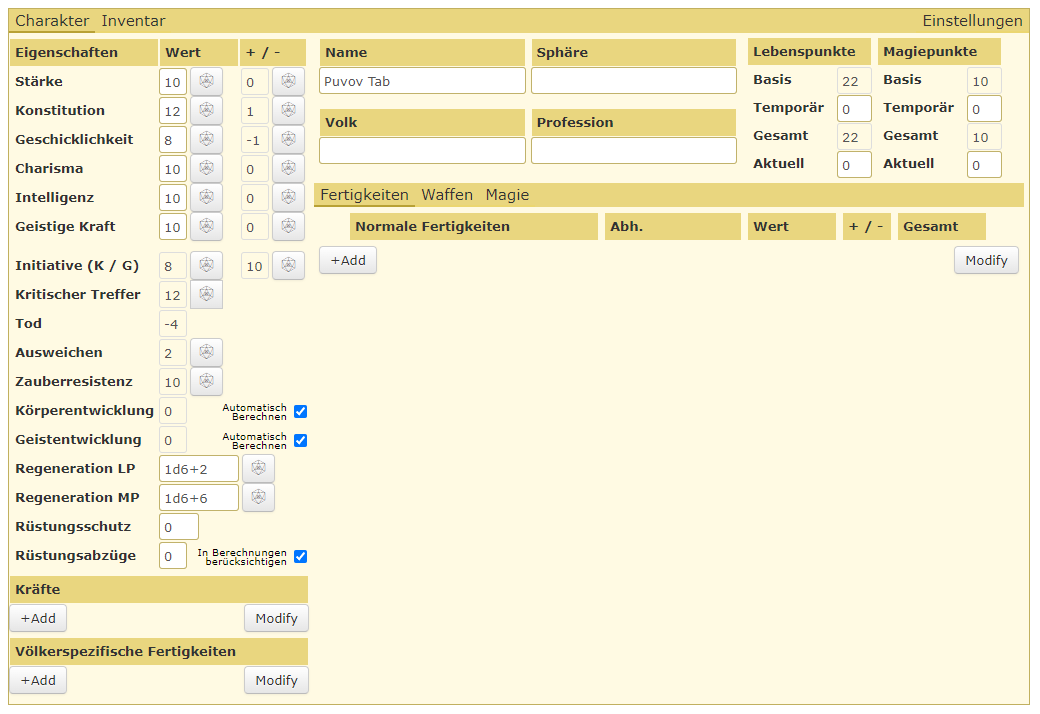 Charakter Inventar Einstellungen
Eigenschaften Wert + / -
Stärke 10 0
Konstitution 12 1
Geschicklichkeit 8 -1
Charisma 10 0
Intelligenz 10 0
Geistige Kraft 10 0
Initiative (K / G) 8 10
Kritischer Treffer 12
Tod -4
Ausweichen 2
Zauberresistenz 10
Körperentwicklung 0 Automatisch
Berechnen
Geistentwicklung 0 Automatisch
Berechnen
Regeneration LP 1d6+2
Regeneration MP 1d6+6
Rüstungsschutz 0
Rüstungsabzüge 0 In Berechnungen
berücksichtigen
Kräfte
+Add Modify
Völkerspezifische Fertigkeiten
+Add Modify
Name Sphäre
Puvov Tab
Volk Profession
Lebenspunkte Magiepunkte
Basis 22 Basis 10
Temporär 0 Temporär 0
Gesamt 22 Gesamt 10
Aktuell 0 Aktuell 0
Fertigkeiten Waffen Magie
Normale Fertigkeiten Abh. Wert + / - Gesamt
+Add Modify